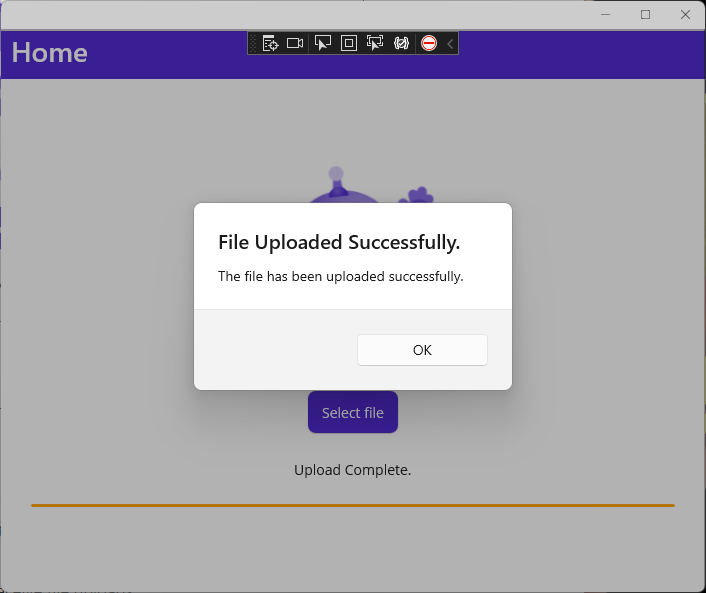 Home
File Uploaded Successfully.
The file has been uploaded successfully.
OK
Select file
Upload Complete.